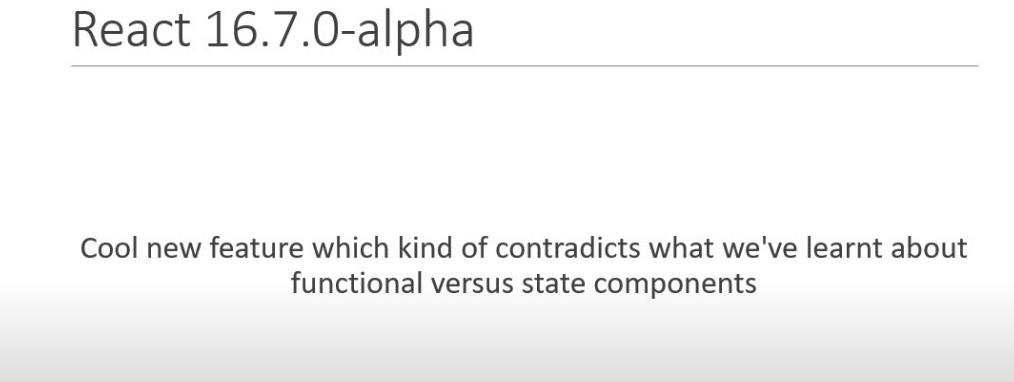 React 16.7.0-alpha
Cool new feature which kind of contradicts what we've learnt about
functional versus state components